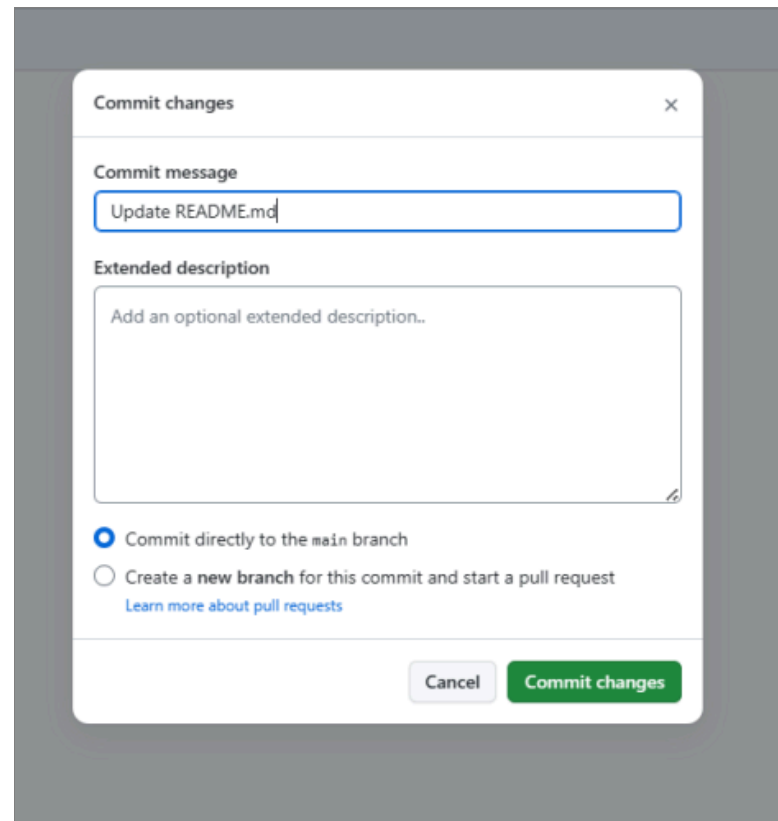 Commit changes
Commit message
Update README.md
Extended description
Add an optional extended description..
Commit directly to the main branch
Create a new branch for this commit and start a pull request
Learn more about pull requests
Cancel Commit changes